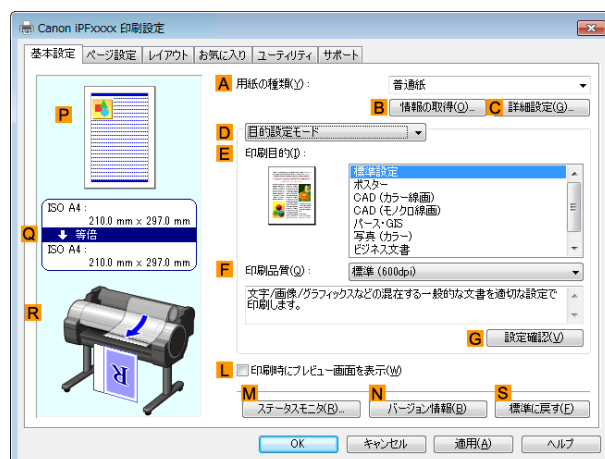 Canon iPFxxxx 印刷設定
基本設定 ページ設定 レイアウト お気に入り ユーティリティ サポート
A 用紙の種類(Y): 普通紙
B 情報の取得(O)... C 詳細設定(G)...
P
D 目的設定モード
E 印刷目的(I):
標準設定
ポスター
CAD (カラー線画)
CAD (モノクロ線画)
パース・GIS
写真 (カラー)
ビジネス文書
ISO A4 :
210.0 mm x 297.0 mm
Q 等倍
ISO A4 :
210.0 mm x 297.0 mm
F 印刷品質(Q): 標準 (600dpi)
文字/画像/グラフィックスなどの混在する一般的な文書を適切な設定で
印刷します。
R
G 設定確認(V)
L 印刷時にプレビュー画面を表示(W)
M N S
ステータスモニタ(R)... バージョン情報(B) 標準に戻す(F)
OK キャンセル 適用(A) ヘルプ